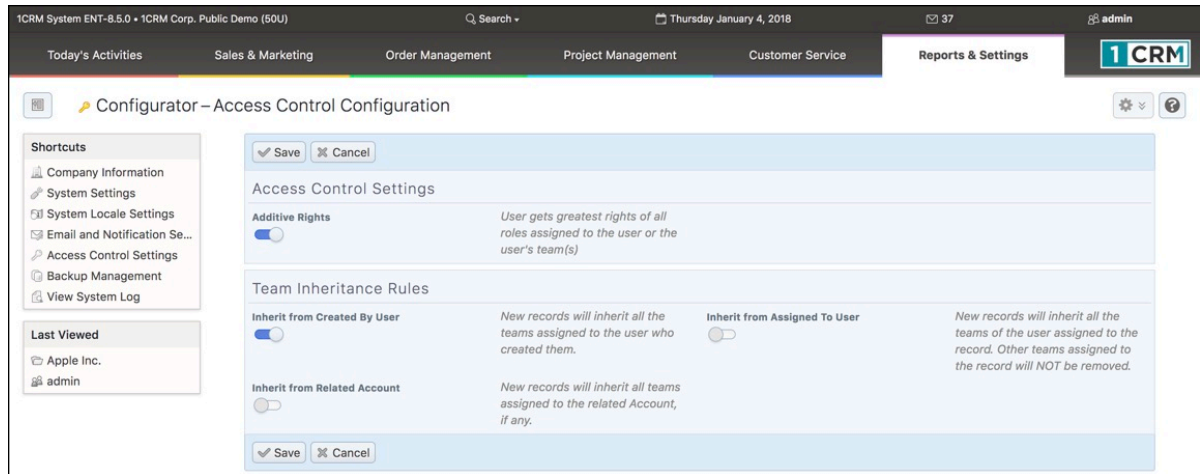 1CRM System ENT-8.5.0 • 1CRM Corp. Public Demo (50U)
Search
Thursday January 4, 2018
37
admin
Today's Activities
Sales & Marketing
Order Management
Project Management
Customer Service
Reports & Settings
1 CRM
Configurator – Access Control Configuration
?
Shortcuts
Company Information
System Settings
System Locale Settings
Email and Notification Se...
Access Control Settings
Backup Management
View System Log
Last Viewed
Apple Inc.
admin
Save
Cancel
Access Control Settings
Additive Rights
User gets greatest rights of all
roles assigned to the user or the
user's team(s)
Team Inheritance Rules
Inherit from Created By User
New records will inherit all the
teams assigned to the user who
created them.
Inherit from Assigned To User
New records will inherit all the
teams of the user assigned to the
record. Other teams assigned to
the record will NOT be removed.
Inherit from Related Account
New records will inherit all teams
assigned to the related Account,
if any.
Save
Cancel